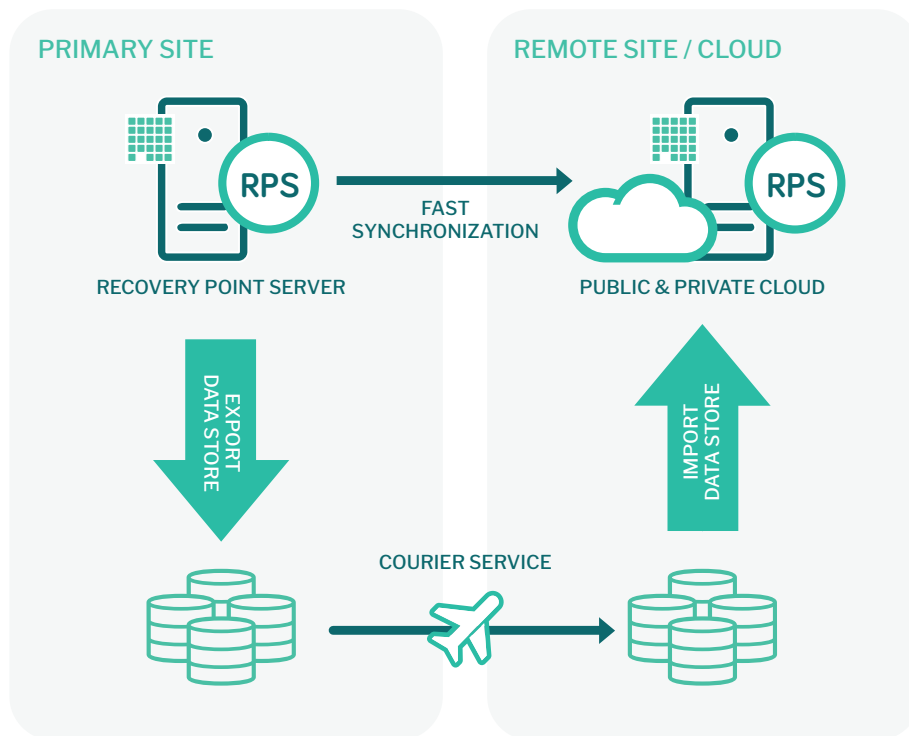 PRIMARY SITE
REMOTE SITE / CLOUD
RPS
RPS
FAST
SYNCHRONIZATION
RECOVERY POINT SERVER
PUBLIC & PRIVATE CLOUD
EXPORT
DATA STORE
IMPORT
DATA STORE
COURIER SERVICE